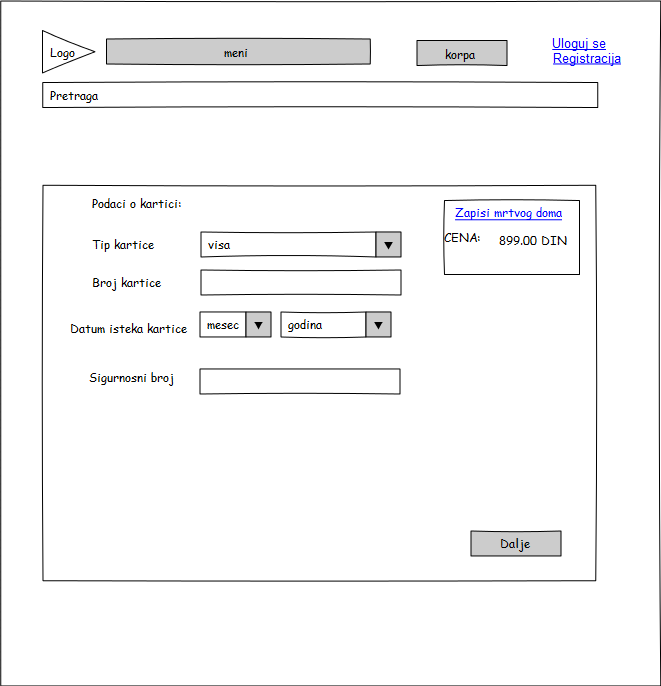 Logo
meni
korpa
Uloguj se
Registracija
Pretraga
Podaci o kartici:
Zapisi mrtvog doma
CENA: 899.00 DIN
Tip kartice visa
Broj kartice
Datum isteka kartice mesec godina
Sigurnosni broj
Dalje